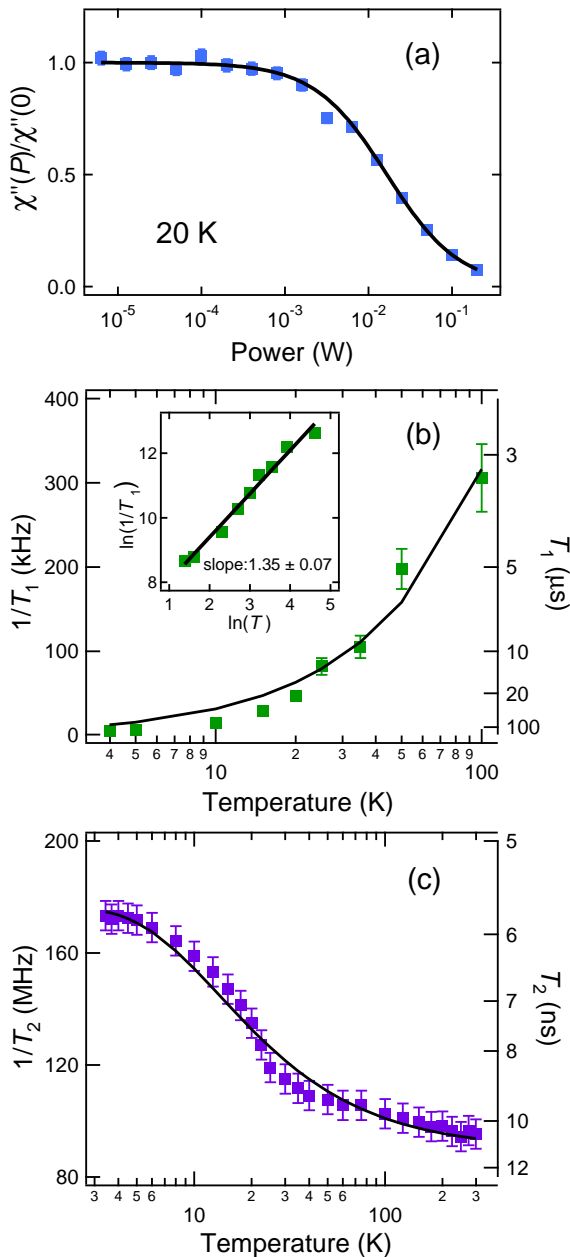 (a)
1.0
0.5
0.0
χ"(P)/χ"(0)
20 K
10-5 10-4 10-3 10-2 10-1
Power (W)
(b)
400
300
200
100
0
1/T1 (kHz)
3
5
10
20
100
T1 (μs)
12
10
8
ln(1/T1)
slope:1.35 ± 0.07
1 2 3 4 5
ln(T)
4 5 6 7 8 9 10 2 3 4 5 6 7 8 9 100
Temperature (K)
(c)
200
160
120
80
1/T2 (MHz)
5
6
7
8
10
12
T2 (ns)
3 4 5 6 10 2 3 4 5 6 100 2 3
Temperature (K)